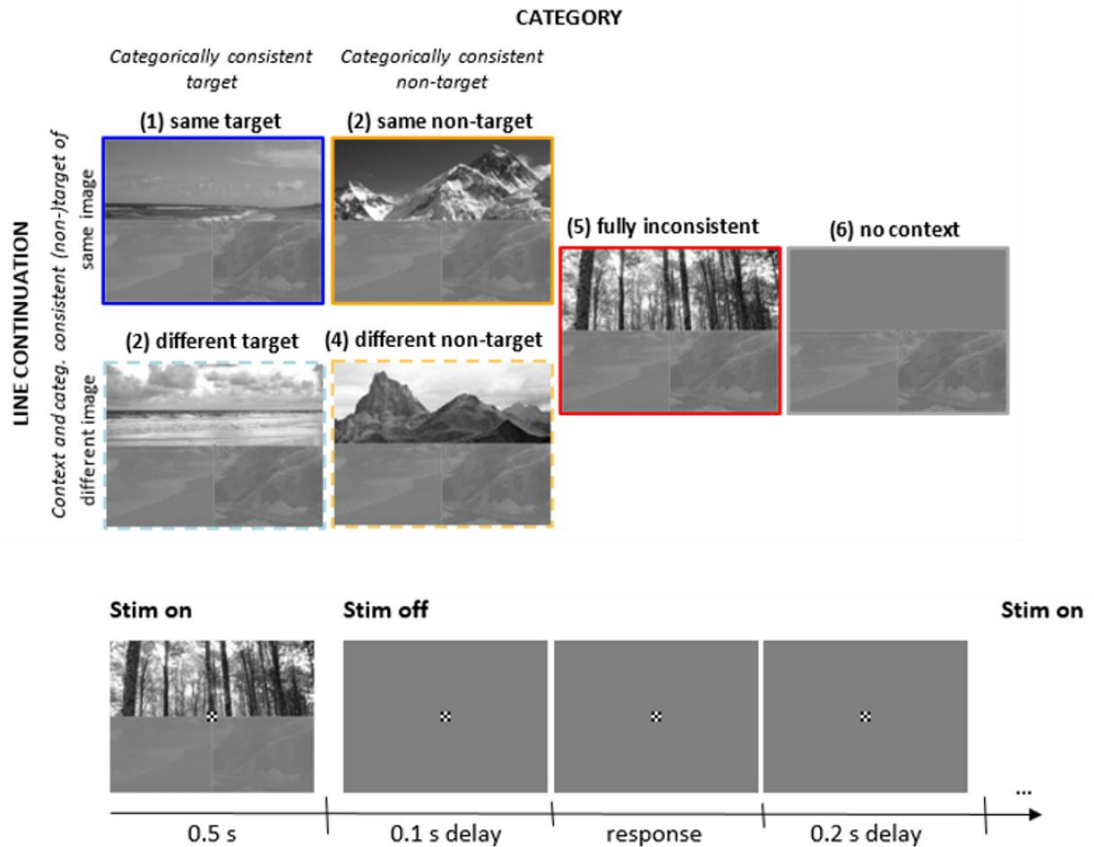 CATEGORY
Categorically consistent
target
Categorically consistent
non-target
(1) same target
(2) same non-target
(5) fully inconsistent
(6) no context
(2) different target
(4) different non-target
LINE CONTINUATION
Context and categ. consistent (non-)target of
same image
different image
Stim on
Stim off
Stim on
...
0.5 s
0.1 s delay
response
0.2 s delay